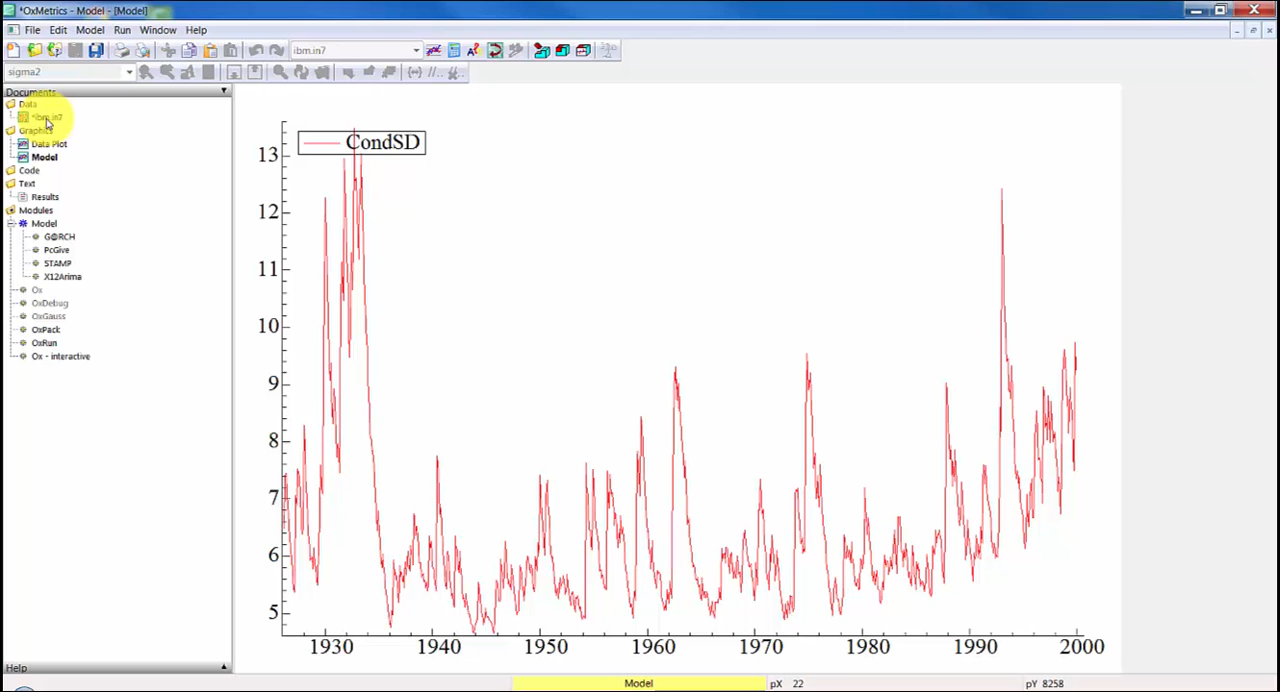 *OxMetrics - Model - [Model]
File Edit Model Run Window Help
ibm.in7
sigma2
Documents
Data
*ibm.in7
Graphics
Data Plot
Model
Code
Text
Results
Modules
Model
G@RCH
PcGive
STAMP
X12Arima
Ox
OxDebug
OxGauss
OxPack
OxRun
Ox - interactive
Help
CondSD
13
12
11
10
9
8
7
6
5
1930 1940 1950 1960 1970 1980 1990 2000
Model pX 22 pY 8258